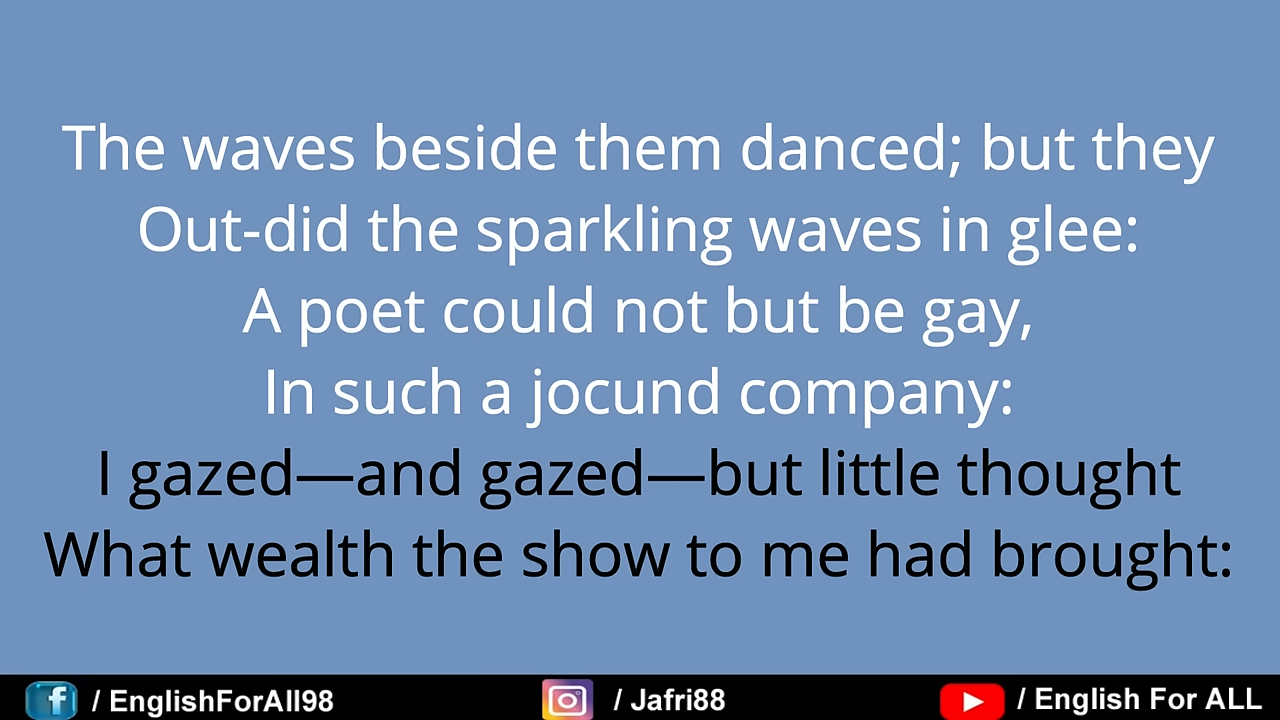 The waves beside them danced; but they
Out-did the sparkling waves in glee:
A poet could not but be gay,
In such a jocund company:
I gazed—and gazed—but little thought
What wealth the show to me had brought:
/ EnglishForAll98 / Jafri88 / English For ALL